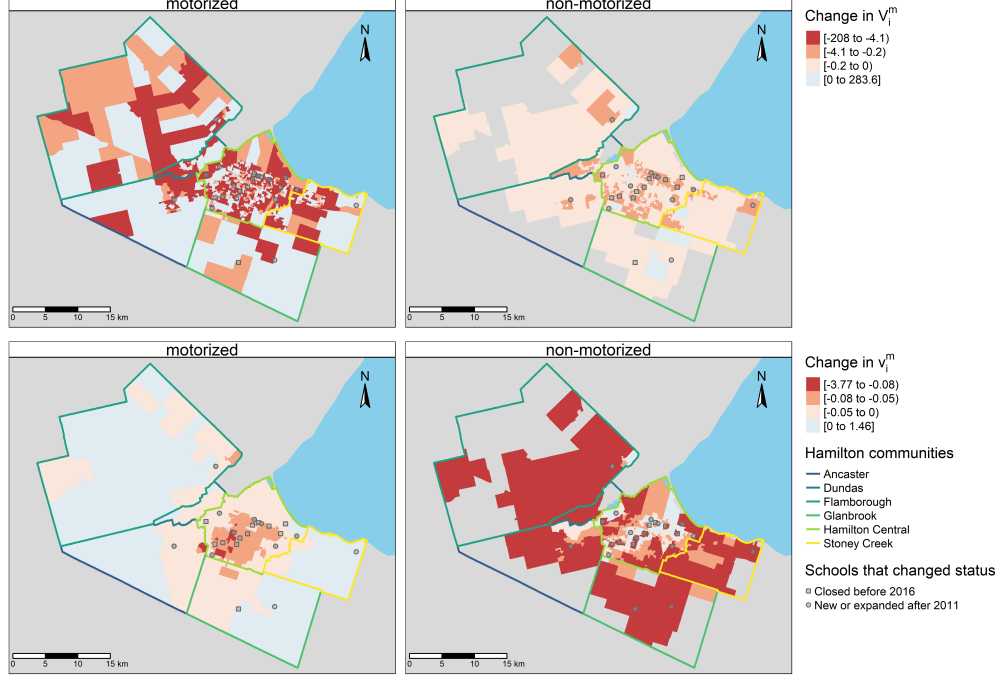 motorized
non-motorized
N
N
0 5 10 15 km
0 5 10 15 km
Change in V_i^m
[-208 to -4.1)
[-4.1 to -0.2)
[-0.2 to 0)
[0 to 283.6]
motorized
non-motorized
N
N
0 5 10 15 km
0 5 10 15 km
Change in v_i^m
[-3.77 to -0.08)
[-0.08 to -0.05)
[-0.05 to 0)
[0 to 1.46]
Hamilton communities
Ancaster
Dundas
Flamborough
Glanbrook
Hamilton Central
Stoney Creek
Schools that changed status
Closed before 2016
New or expanded after 2011